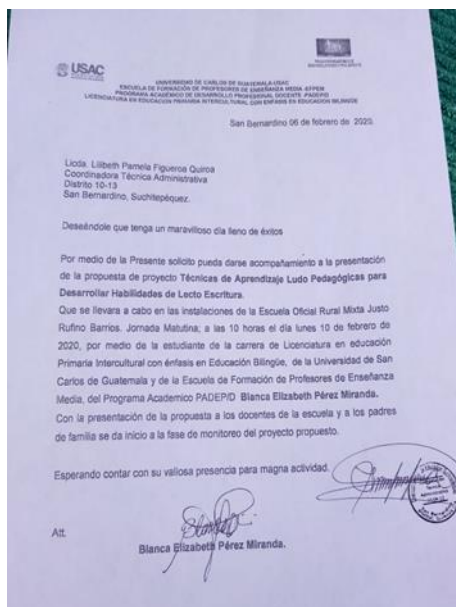 USAC
UNIVERSIDAD DE CARLOS DE GUATEMALA-USAC
ESCUELA DE FORMACIÓN DE PROFESORES DE ENSEÑANZA MEDIA -EFPEM
PROGRAMA ACADÉMICO DE DESARROLLO PROFESIONAL DOCENTE -PADEP/D
LICENCIATURA EN EDUCACIÓN PRIMARIA INTERCULTURAL CON ENFASIS EN EDUCACIÓN BILINGÜE
San Bernardino 06 de febrero de 2020.
Licda. Lilibeth Pamela Figueroa Quiroa
Coordinadora Técnica Administrativa
Distrito 10-13
San Bernardino, Suchitepéquez.
Deseándole que tenga un maravilloso día lleno de éxitos
Por medio de la Presente solicito pueda darse acompañamiento a la presentación
de la propuesta de proyecto Técnicas de Aprendizaje Ludo Pedagógicas para
Desarrollar Habilidades de Lecto Escritura.
Que se llevara a cabo en las instalaciones de la Escuela Oficial Rural Mixta Justo
Rufino Barrios. Jornada Matutina; a las 10 horas el día lunes 10 de febrero de
2020, por medio de la estudiante de la carrera de Licenciatura en educación
Primaria Intercultural con énfasis en Educación Bilingüe, de la Universidad de San
Carlos de Guatemala y de la Escuela de Formación de Profesores de Enseñanza
Media, del Programa Academico PADEP/D Blanca Elizabeth Pérez Miranda.
Con la presentación de la propuesta a los docentes de la escuela y a los padres
de familia se da inicio a la fase de monitoreo del proyecto propuesto.
Esperando contar con su valiosa presencia para magna actividad.
Att.
Blanca Elizabeth Pérez Miranda.